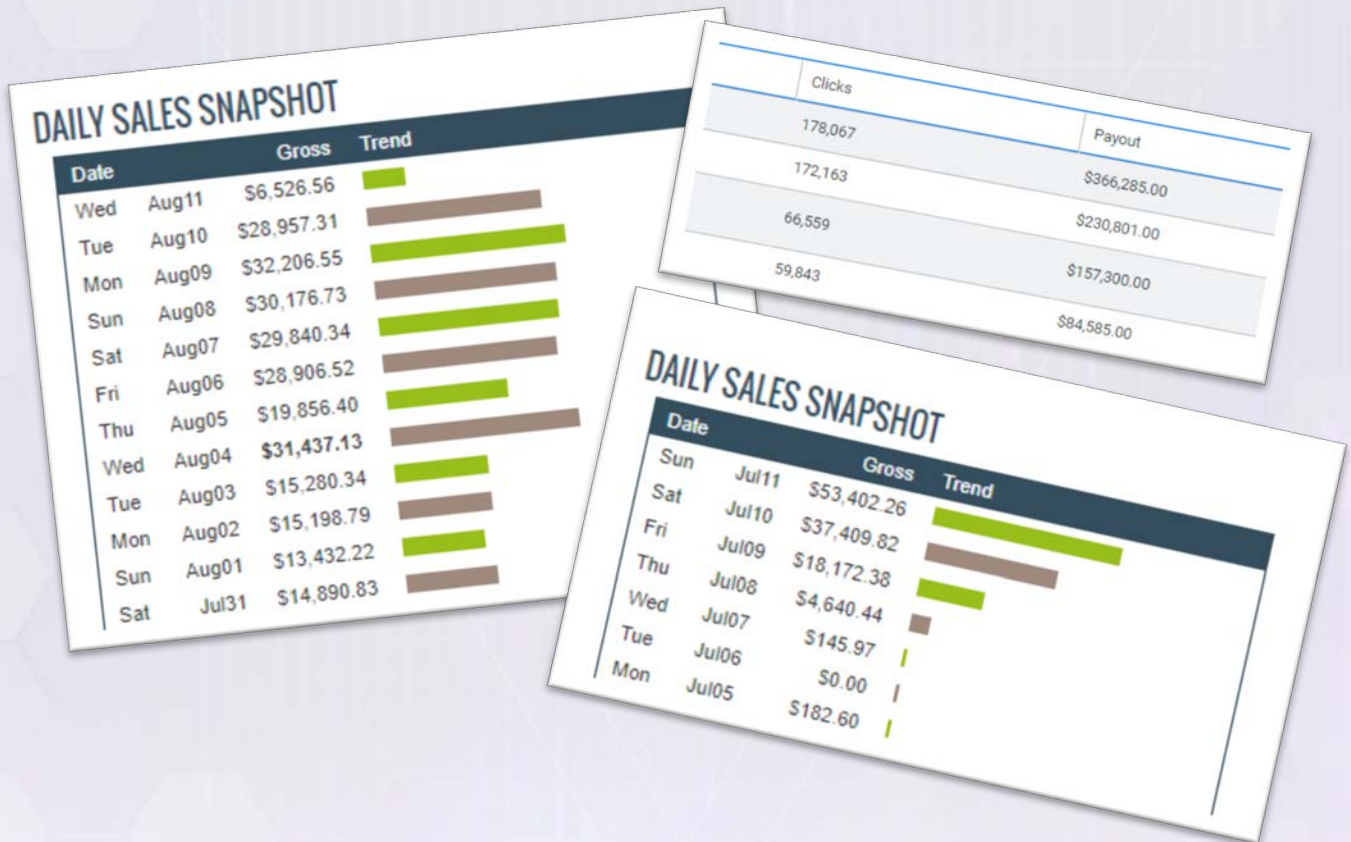 DAILY SALES SNAPSHOT
Date Gross Trend
Wed Aug11 $6,526.56
Tue Aug10 $28,957.31
Mon Aug09 $32,206.55
Sun Aug08 $30,176.73
Sat Aug07 $29,840.34
Fri Aug06 $28,906.52
Thu Aug05 $19,856.40
Wed Aug04 $31,437.13
Tue Aug03 $15,280.34
Mon Aug02 $15,198.79
Sun Aug01 $13,432.22
Sat Jul31 $14,890.83
Clicks Payout
178,067 $366,285.00
172,163 $230,801.00
66,559 $157,300.00
59,843 $84,585.00
DAILY SALES SNAPSHOT
Date Gross Trend
Sun Jul11 $53,402.26
Sat Jul10 $37,409.82
Fri Jul09 $18,172.38
Thu Jul08 $4,640.44
Wed Jul07 $145.97
Tue Jul06 $0.00
Mon Jul05 $182.60